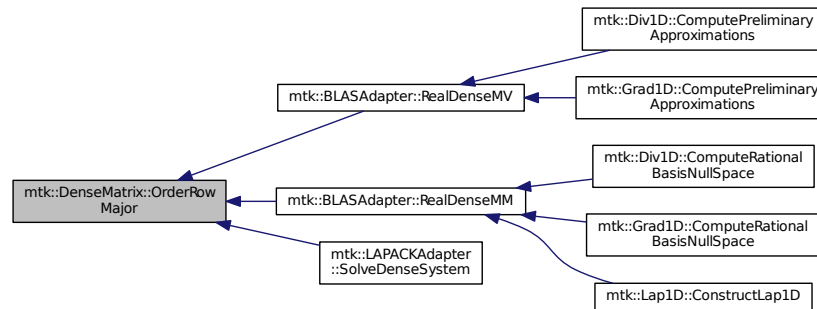 mtk::Div1D::ComputePreliminary
Approximations
mtk::BLASAdapter::RealDenseMV
mtk::Grad1D::ComputePreliminary
Approximations
mtk::Div1D::ComputeRational
BasisNullSpace
mtk::DenseMatrix::OrderRow
Major
mtk::BLASAdapter::RealDenseMM
mtk::Grad1D::ComputeRational
BasisNullSpace
mtk::LAPACKAdapter
::SolveDenseSystem
mtk::Lap1D::ConstructLap1D